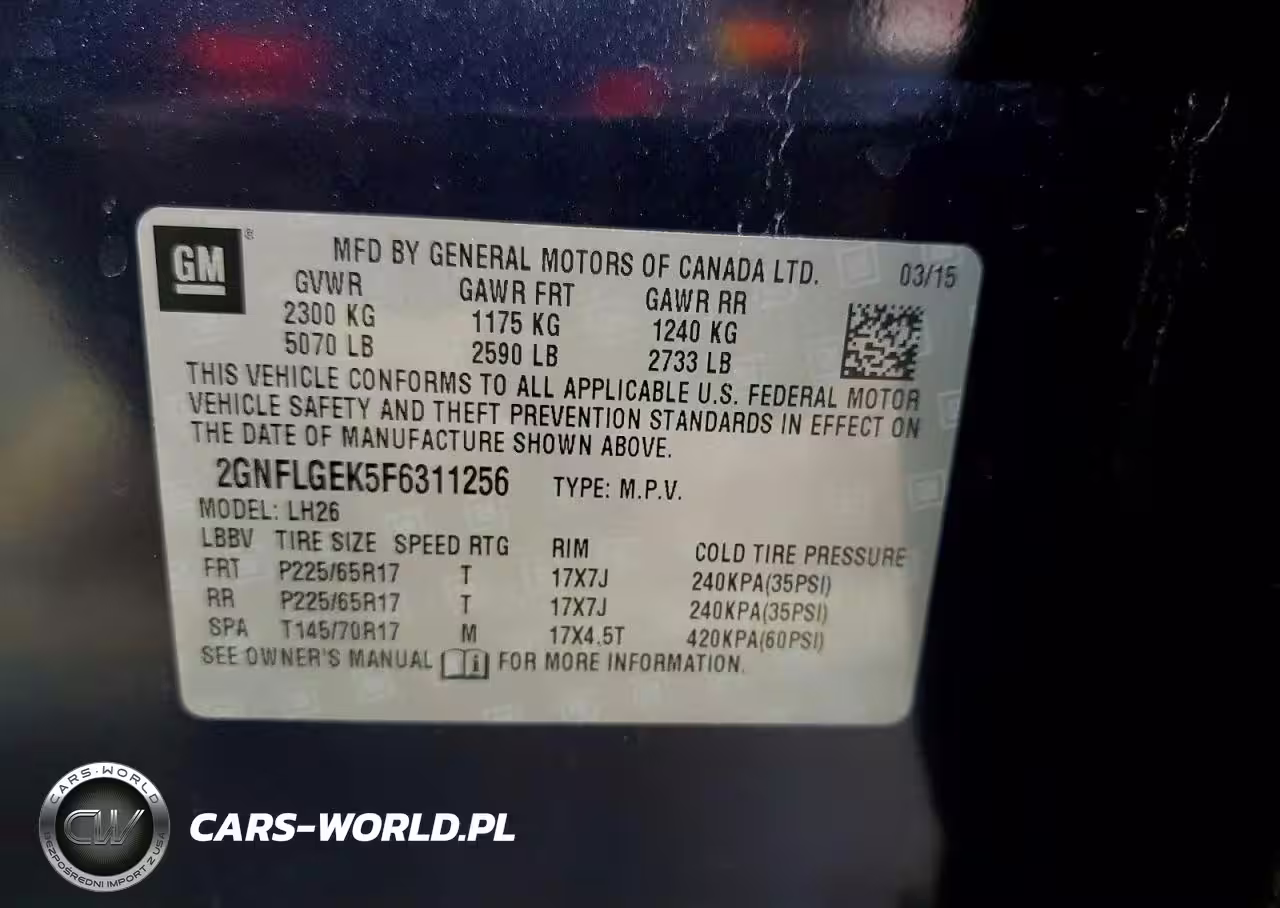 GM
MFD BY GENERAL MOTORS OF CANADA LTD. 03/15
GVWR GAWR FRT GAWR RR
2300 KG 1175 KG 1240 KG
5070 LB 2590 LB 2733 LB
THIS VEHICLE CONFORMS TO ALL APPLICABLE U.S. FEDERAL MOTOR
VEHICLE SAFETY AND THEFT PREVENTION STANDARDS IN EFFECT ON
THE DATE OF MANUFACTURE SHOWN ABOVE.
2GNFLGEK5F6311256 TYPE: M.P.V.
MODEL: LH26
LBBV TIRE SIZE SPEED RTG RIM COLD TIRE PRESSURE
FRT P225/65R17 T 17X7J 240KPA(35PSI)
RR P225/65R17 T 17X7J 240KPA(35PSI)
SPA T145/70R17 M 17X4.5T 420KPA(60PSI)
SEE OWNER'S MANUAL i FOR MORE INFORMATION.
CARS-WORLD
CW
BEZPOŚREDNI IMPORT Z USA
CARS-WORLD.PL